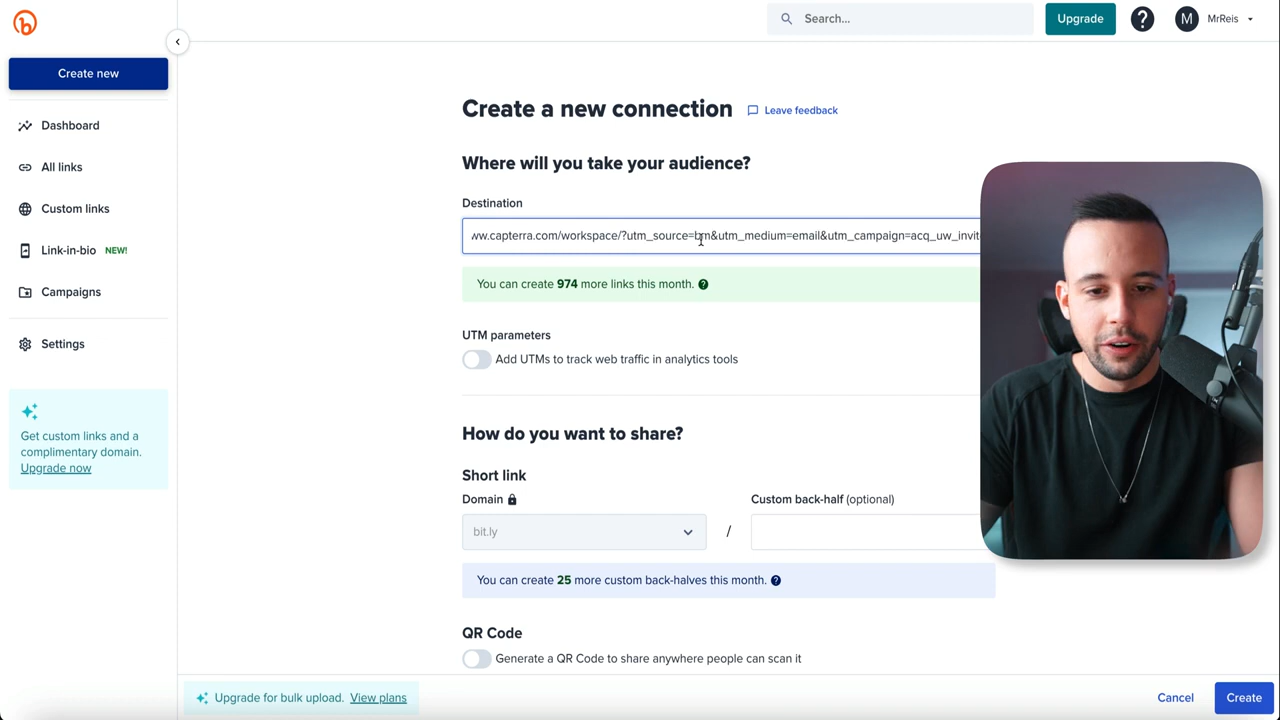 Search...
Upgrade
?
M
MrReis
Create new
Dashboard
All links
Custom links
Link-in-bio NEW!
Campaigns
Settings
Get custom links and a
complimentary domain.
Upgrade now
Create a new connection
Leave feedback
Where will you take your audience?
Destination
ww.capterra.com/workspace/?utm_source=bm&utm_medium=email&utm_campaign=acq_uw_invit
You can create 974 more links this month. ?
UTM parameters
Add UTMs to track web traffic in analytics tools
How do you want to share?
Short link
Domain
Custom back-half (optional)
bit.ly
/
You can create 25 more custom back-halves this month. ?
QR Code
Generate a QR Code to share anywhere people can scan it
Upgrade for bulk upload. View plans
Cancel
Create